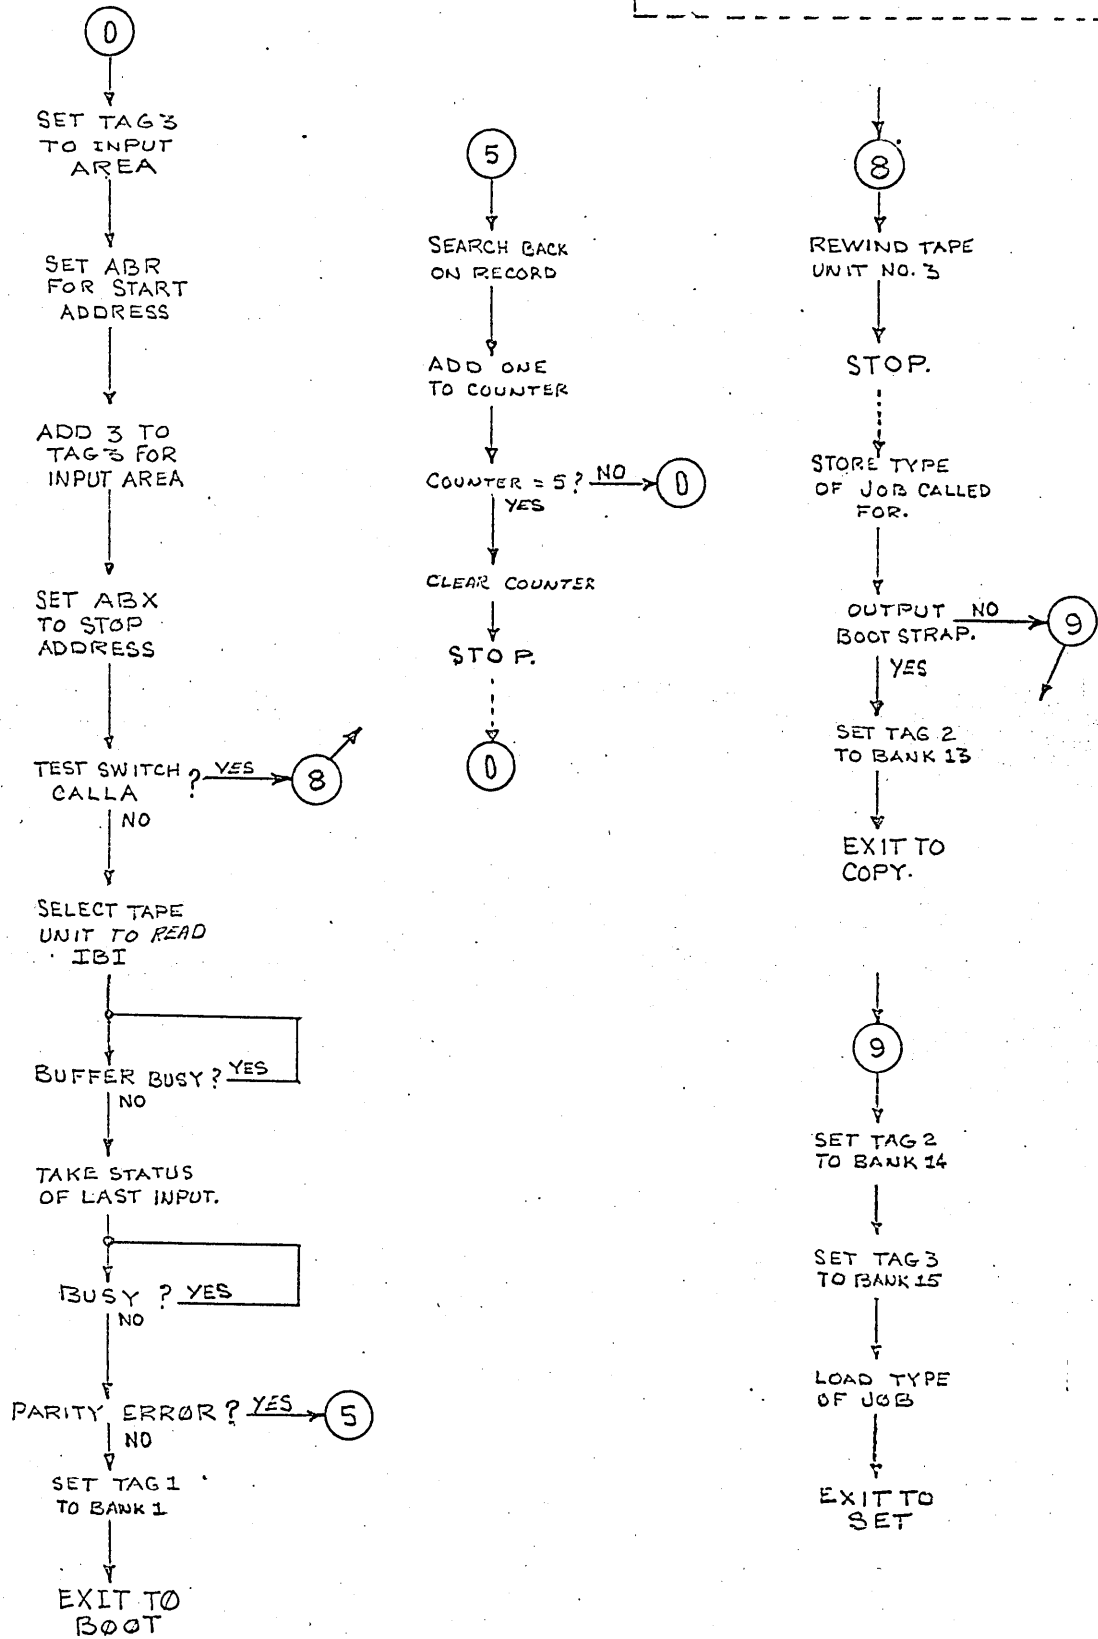 0
SET TAG 3
TO INPUT
AREA
SET ABR
FOR START
ADDRESS
ADD 3 TO
TAG 3 FOR
INPUT AREA
SET ABX
TO STOP
ADDRESS
TEST SWITCH ? YES 8
CALLA
NO
SELECT TAPE
UNIT TO READ
IBI
BUFFER BUSY? YES
NO
TAKE STATUS
OF LAST INPUT.
BUSY ? YES
NO
PARITY ERRØR? YES 5
NO
SET TAG 1
TO BANK 1
EXIT TØ
BØØT
5
SEARCH BACK
ON RECORD
ADD ONE
TO COUNTER
COUNTER = 5? NO 0
YES
CLEAR COUNTER
STOP.
0
8
REWIND TAPE
UNIT NO. 3
STOP.
STORE TYPE
OF JOB CALLED
FOR.
OUTPUT NO 9
BOOT STRAP.
YES
SET TAG 2
TO BANK 13
EXIT TO
COPY.
9
SET TAG 2
TO BANK 14
SET TAG 3
TO BANK 15
LOAD TYPE
OF JOB
EXIT TO
SET